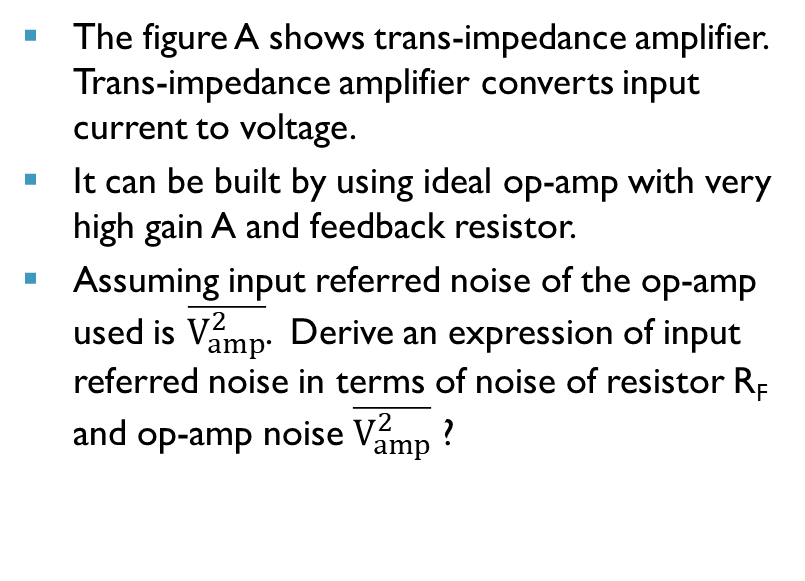 ▪ The figure A shows trans-impedance amplifier.
Trans-impedance amplifier converts input
current to voltage.
▪ It can be built by using ideal op-amp with very
high gain A and feedback resistor.
▪ Assuming input referred noise of the op-amp
used is $\overline{V_{amp}^2}$. Derive an expression of input
referred noise in terms of noise of resistor R_F
and op-amp noise $\overline{V_{amp}^2}$ ?